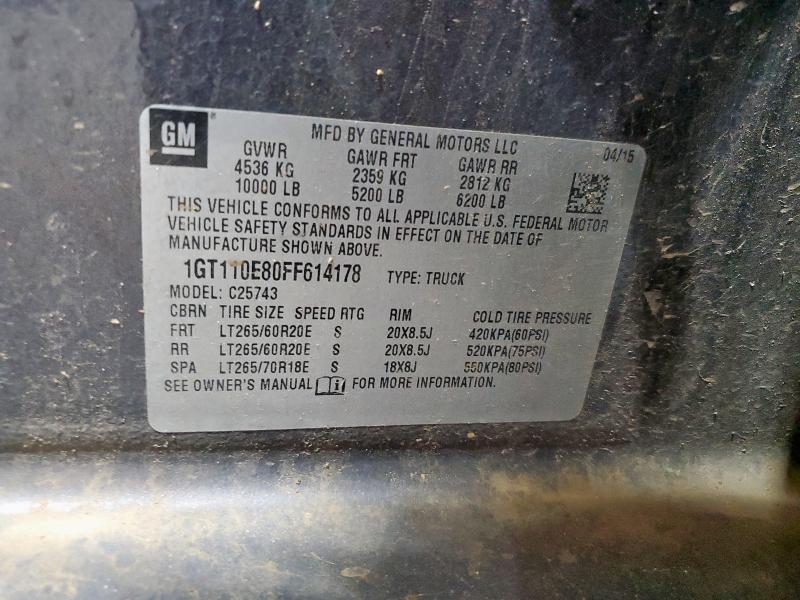 GM
MFD BY GENERAL MOTORS LLC
04/15
GVWR GAWR FRT GAWR RR
4536 KG 2359 KG 2812 KG
10000 LB 5200 LB 6200 LB
THIS VEHICLE CONFORMS TO ALL APPLICABLE U.S. FEDERAL MOTOR
VEHICLE SAFETY STANDARDS IN EFFECT ON THE DATE OF
MANUFACTURE SHOWN ABOVE.
1GT110E80FF614178 TYPE: TRUCK
MODEL: C25743
CBRN TIRE SIZE SPEED RTG RIM COLD TIRE PRESSURE
FRT LT265/60R20E S 20X8.5J 420KPA(60PSI)
RR LT265/60R20E S 20X8.5J 520KPA(75PSI)
SPA LT265/70R18E S 18X8J 550KPA(80PSI)
SEE OWNER'S MANUAL FOR MORE INFORMATION.